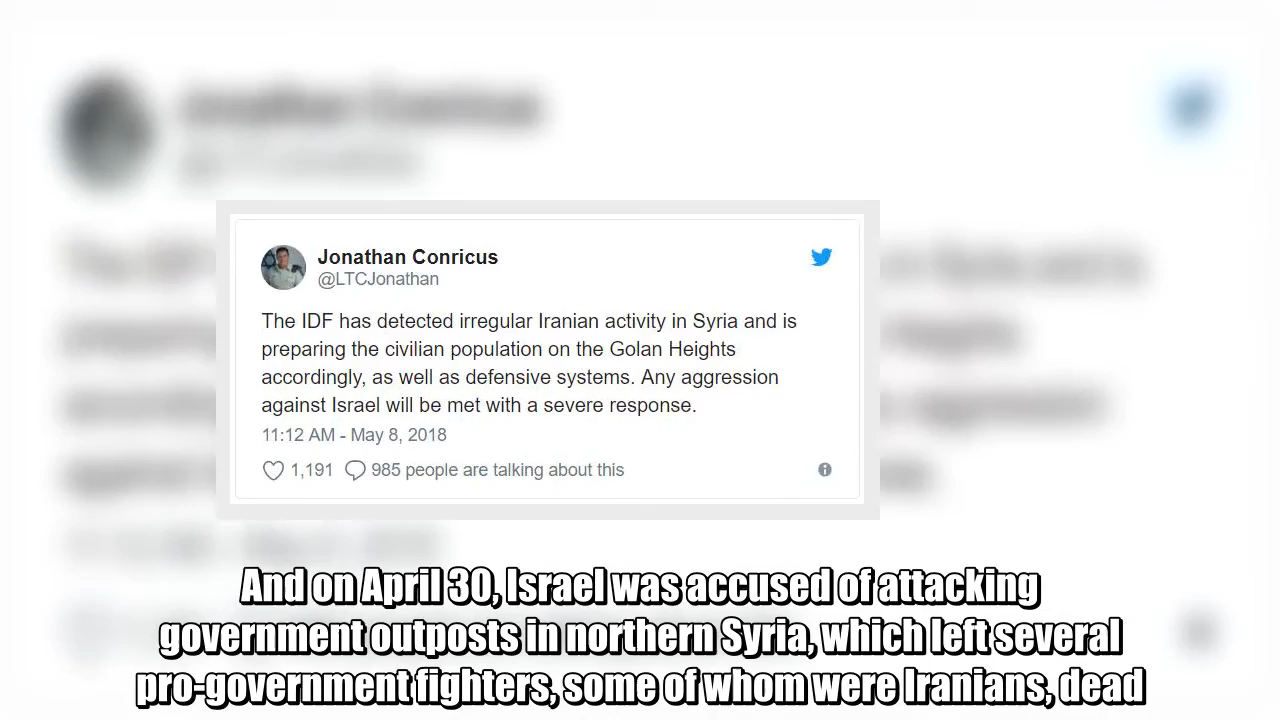 Jonathan Conricus
@LTCJonathan
The IDF has detected irregular Iranian activity in Syria and is
preparing the civilian population on the Golan Heights
accordingly, as well as defensive systems. Any aggression
against Israel will be met with a severe response.
11:12 AM - May 8, 2018
1,191 985 people are talking about this
And on April 30, Israel was accused of attacking
government outposts in northern Syria, which left several
pro-government fighters, some of whom were Iranians, dead